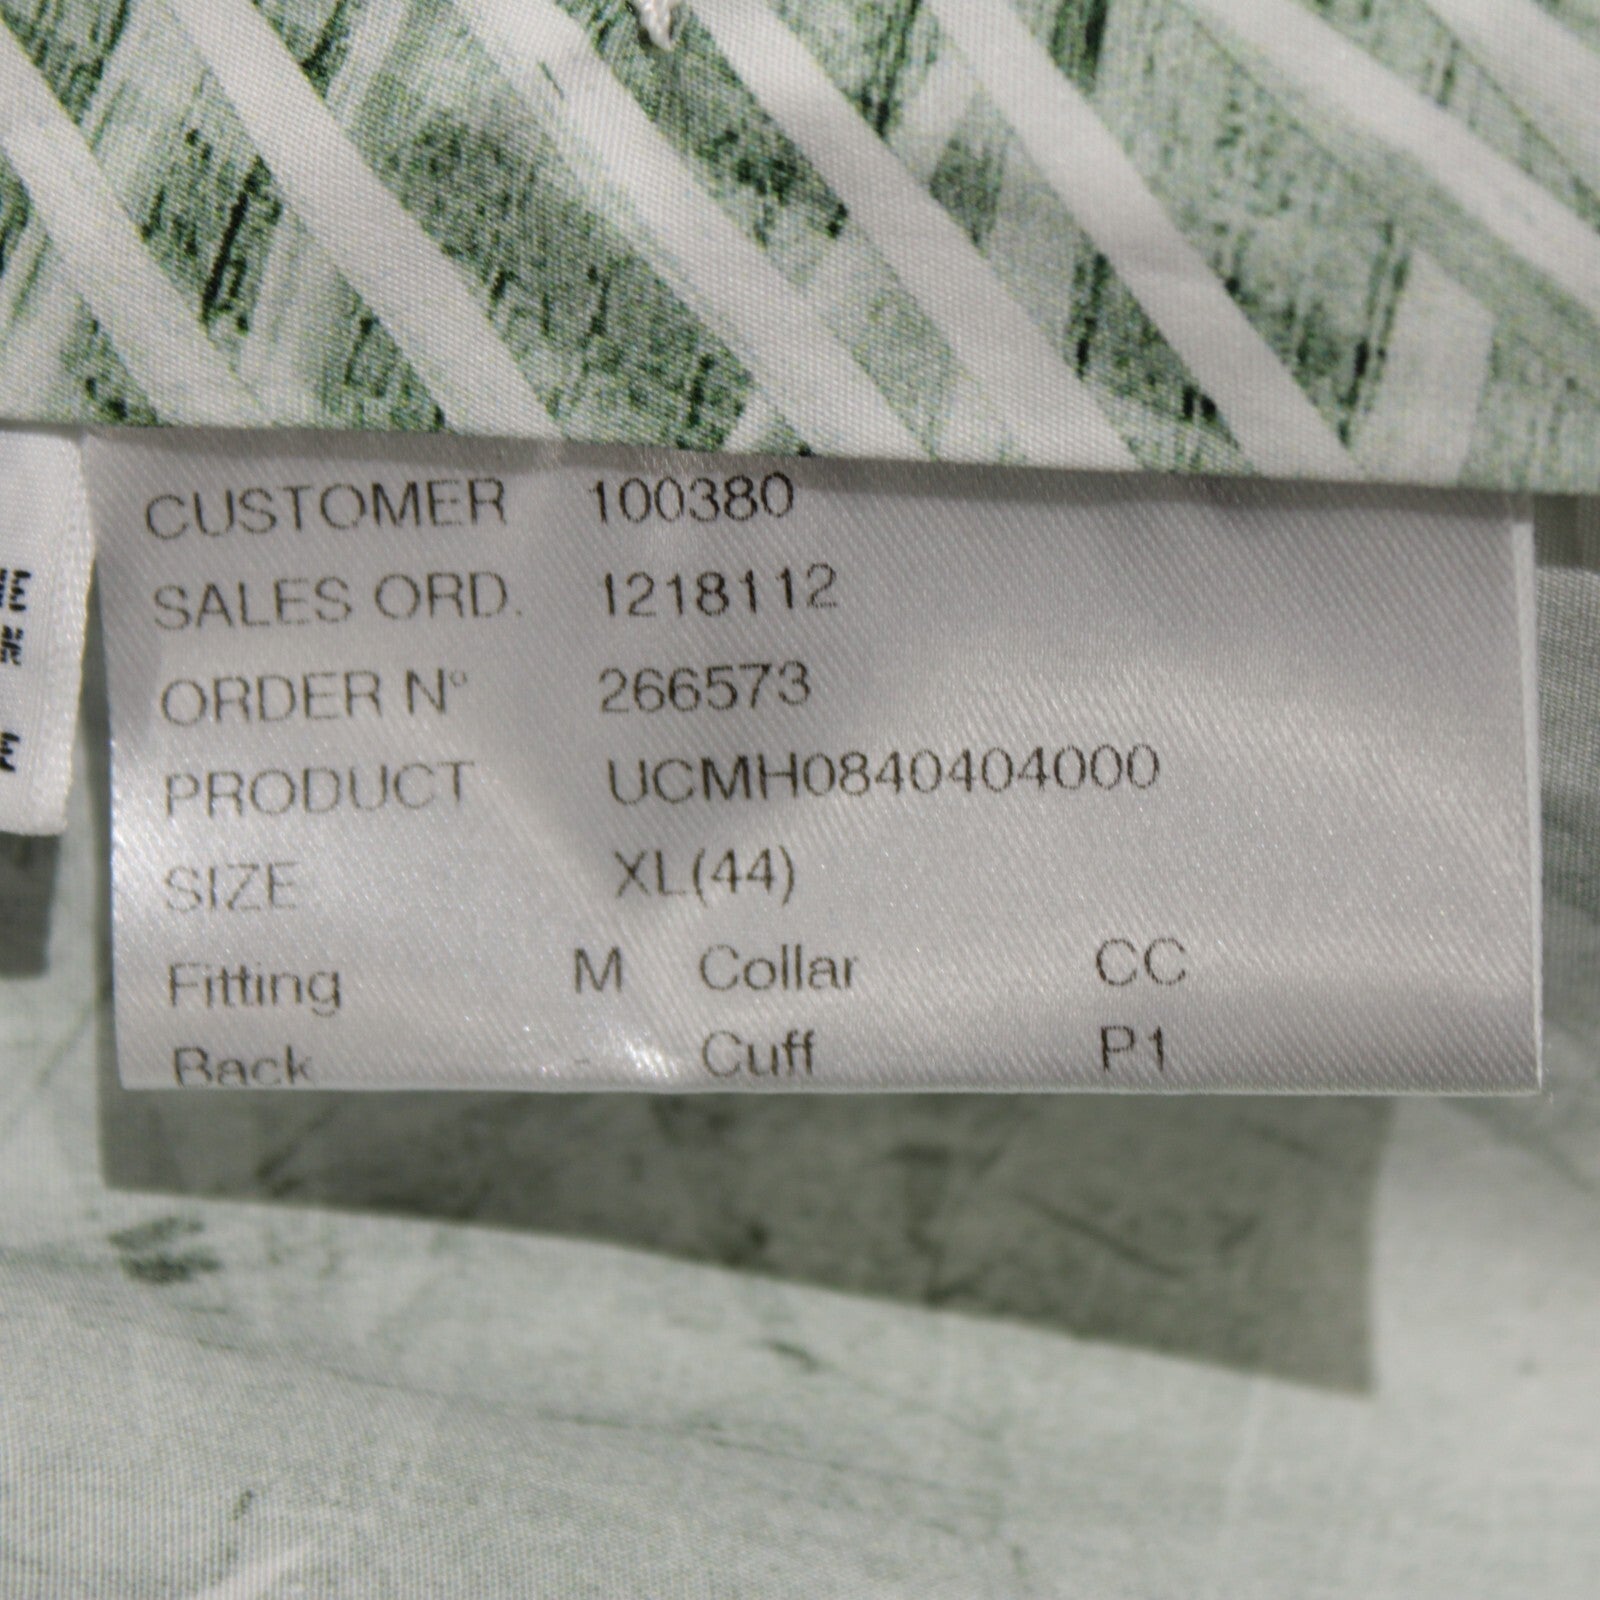 CUSTOMER 100380
SALES ORD. 1218112
ORDER N° 266573
PRODUCT UCMH0840404000
SIZE XL(44)
Fitting M Collar CC
Back - Cuff P1